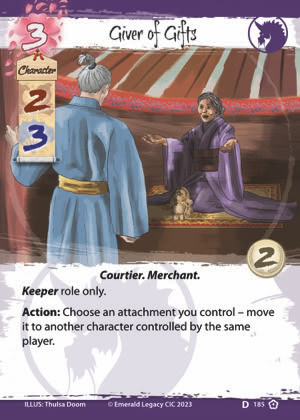 Giver of Gifts
3
Character
2
3
2
Courtier. Merchant.
Keeper role only.
Action: Choose an attachment you control – move
it to another character controlled by the same
player.
ILLUS: Thulsa Doom © Emerald Legacy CIC 2023 D 185